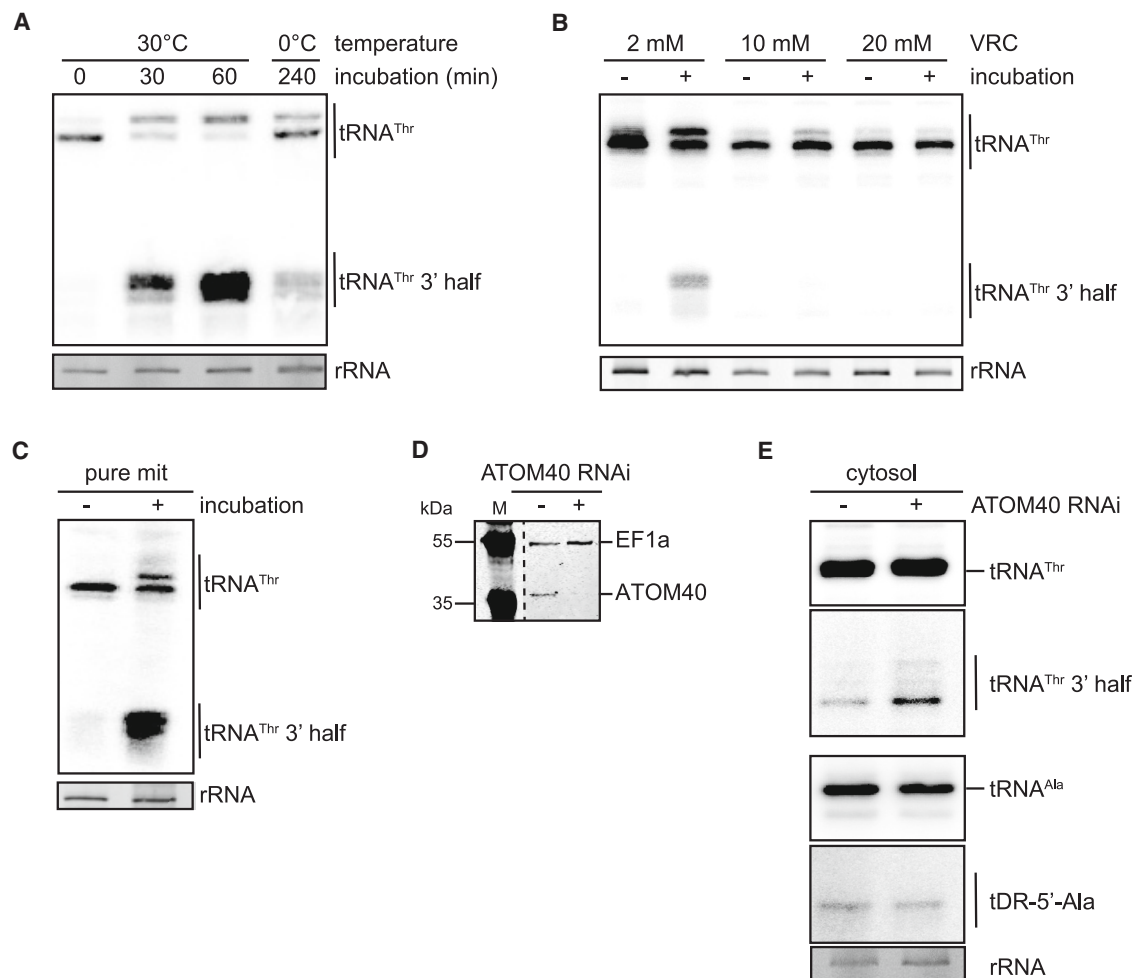 A
30°C 0°C temperature
0 30 60 240 incubation (min)
tRNAᵀʰʳ
tRNAᵀʰʳ 3' half
rRNA
B
2 mM 10 mM 20 mM VRC
- + - + - + incubation
tRNAᵀʰʳ
tRNAᵀʰʳ 3' half
rRNA
C
pure mit
- + incubation
tRNAᵀʰʳ
tRNAᵀʰʳ 3' half
rRNA
D
ATOM40 RNAi
kDa M - +
55 EF1a
35 ATOM40
E
cytosol
- + ATOM40 RNAi
tRNAᵀʰʳ
tRNAᵀʰʳ 3' half
tRNAᴬˡᵃ
tDR-5'-Ala
rRNA